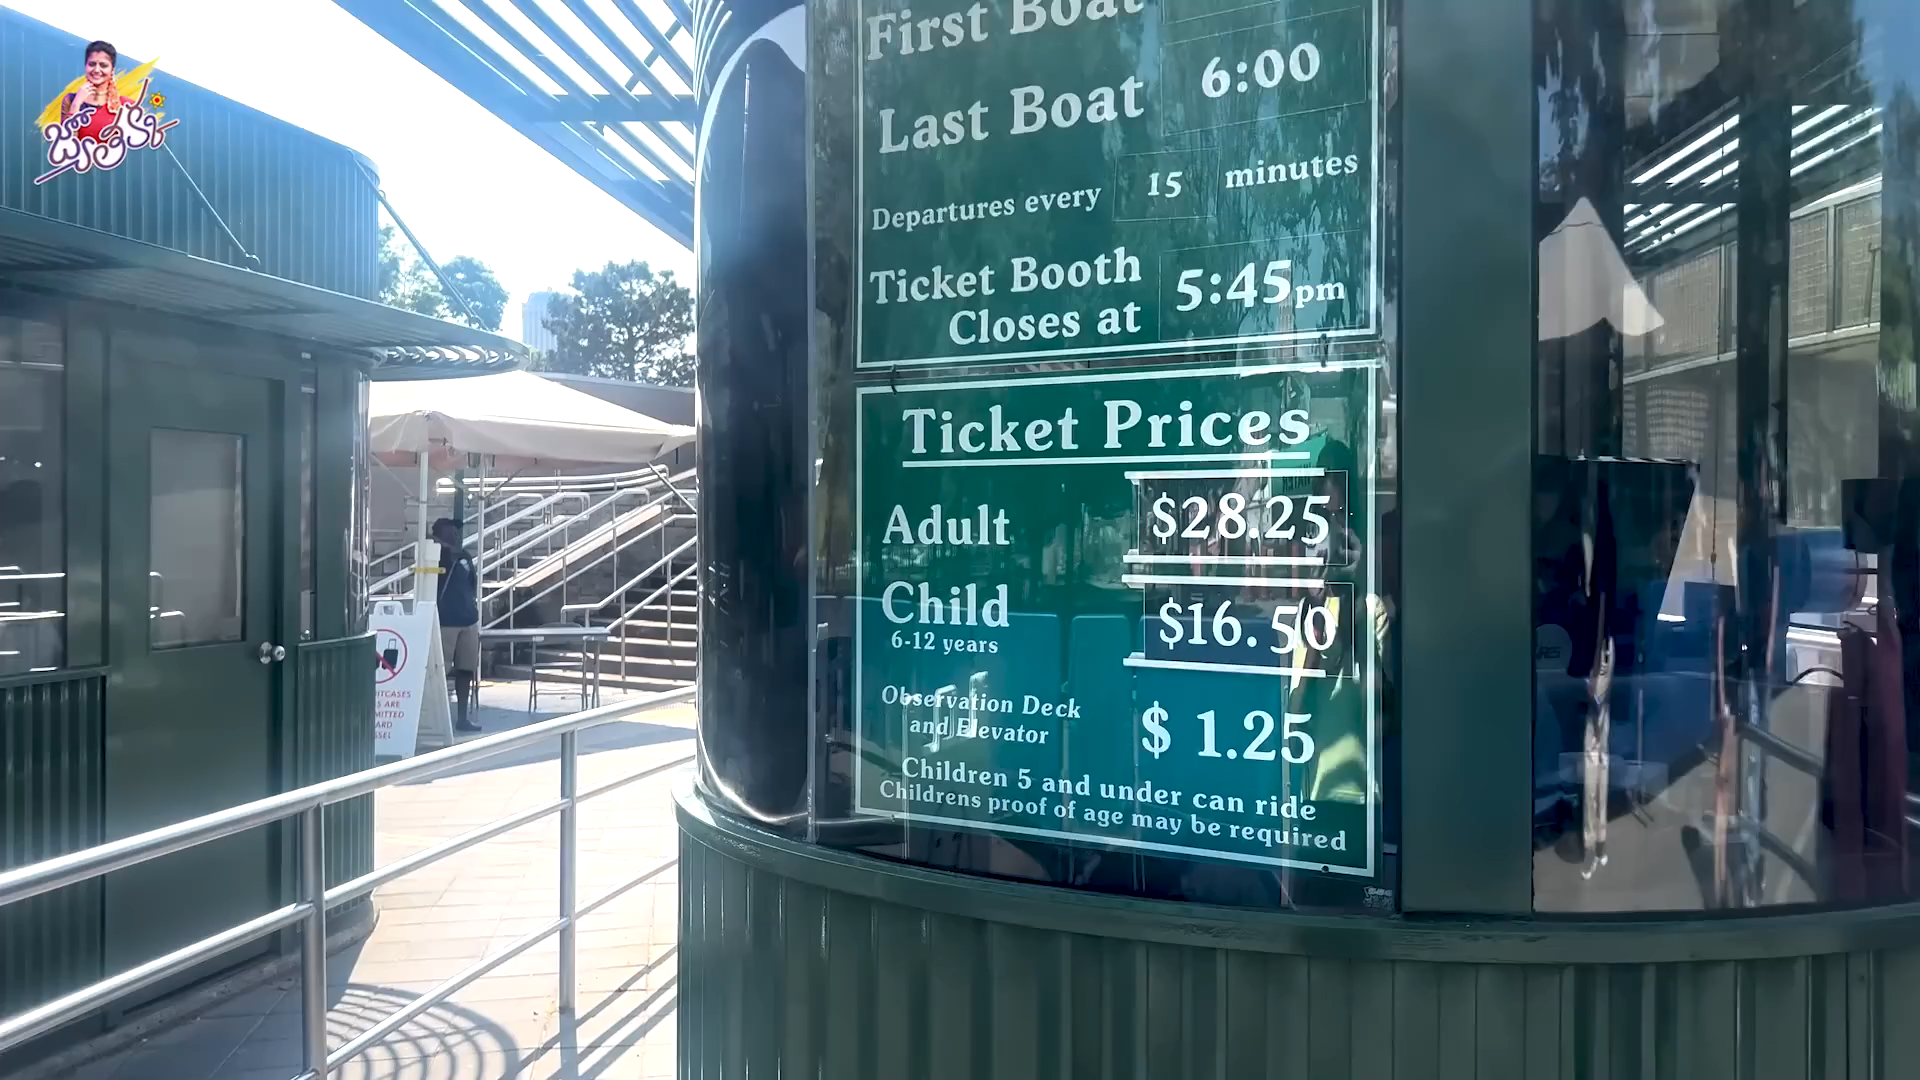 జ్యోతక్క
First Boat
Last Boat 6:00
Departures every 15 minutes
Ticket Booth
Closes at 5:45pm
Ticket Prices
Adult $28.25
Child $16.50
6-12 years
Observation Deck
and Elevator $ 1.25
Children 5 and under can ride
Childrens proof of age may be required